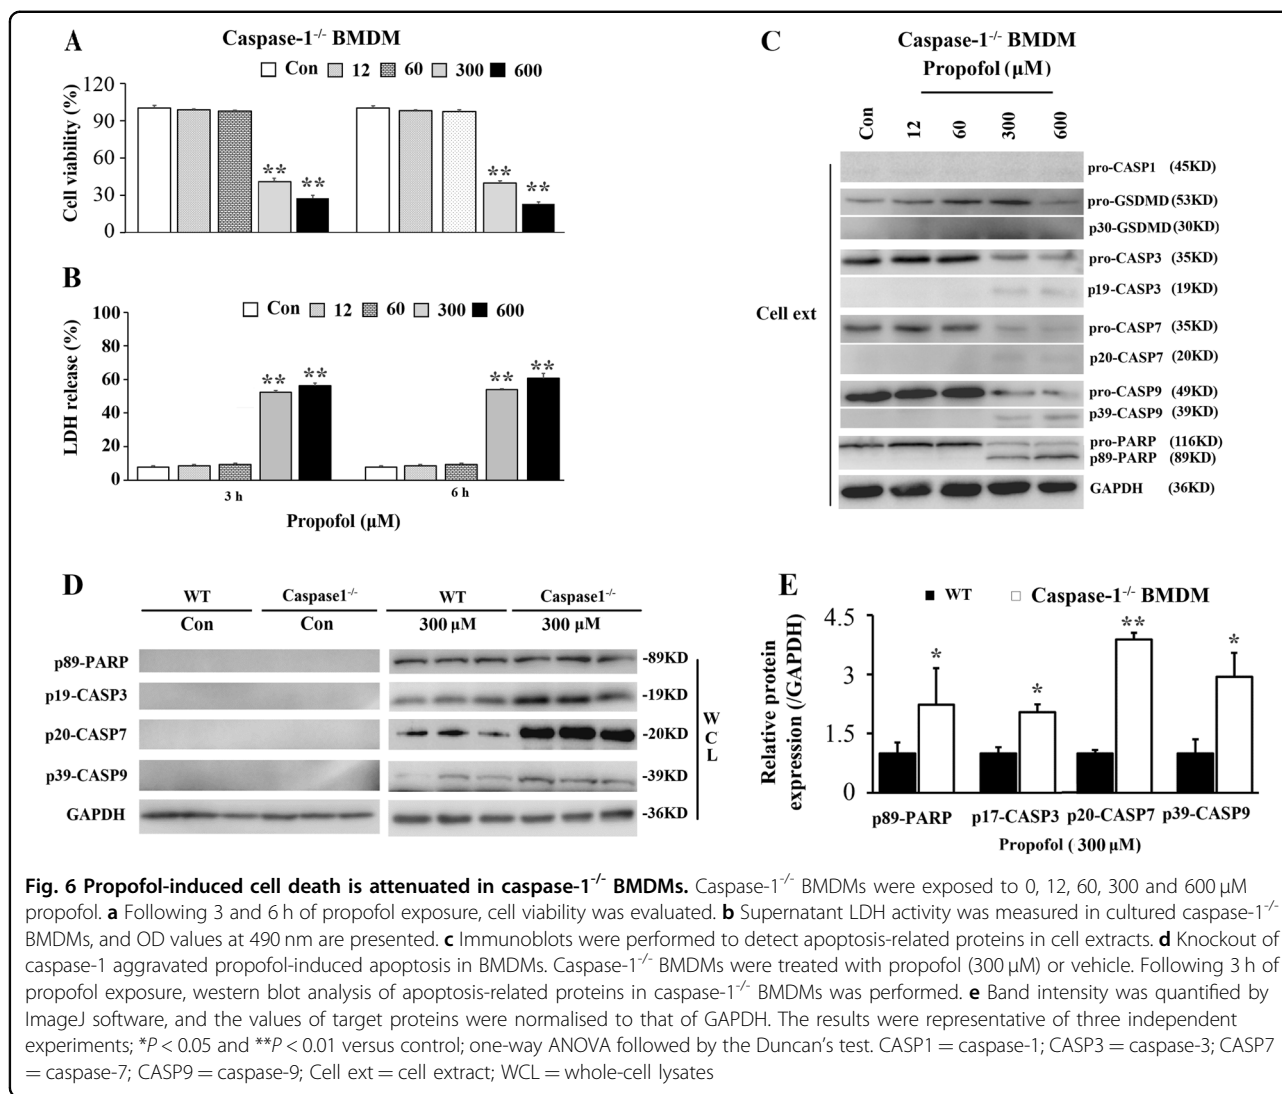 A
Caspase-1-/- BMDM
Con 12 60 300 600
Cell viability (%)
120
90
60
30
0
** ** ** **
B
Con 12 60 300 600
LDH release (%)
100
80
60
40
20
0
** ** ** **
3 h 6 h
Propofol (μM)
C
Caspase-1-/- BMDM
Propofol (μM)
Con 12 60 300 600
Cell ext
pro-CASP1 (45KD)
pro-GSDMD (53KD)
p30-GSDMD (30KD)
pro-CASP3 (35KD)
p19-CASP3 (19KD)
pro-CASP7 (35KD)
p20-CASP7 (20KD)
pro-CASP9 (49KD)
p39-CASP9 (39KD)
pro-PARP (116KD)
p89-PARP (89KD)
GAPDH (36KD)
D
WT Caspase1-/- WT Caspase1-/-
Con Con 300 μM 300 μM
p89-PARP -89KD
p19-CASP3 -19KD
p20-CASP7 -20KD
p39-CASP9 -39KD
GAPDH -36KD
WCL
E
WT Caspase-1-/- BMDM
Relative protein
expression (/GAPDH)
4.5
3
1.5
0
* * ** *
p89-PARP p17-CASP3 p20-CASP7 p39-CASP9
Propofol ( 300 μM)
Fig. 6 Propofol-induced cell death is attenuated in caspase-1-/- BMDMs. Caspase-1-/- BMDMs were exposed to 0, 12, 60, 300 and 600 μM
propofol. a Following 3 and 6 h of propofol exposure, cell viability was evaluated. b Supernatant LDH activity was measured in cultured caspase-1-/-
BMDMs, and OD values at 490 nm are presented. c Immunoblots were performed to detect apoptosis-related proteins in cell extracts. d Knockout of
caspase-1 aggravated propofol-induced apoptosis in BMDMs. Caspase-1-/- BMDMs were treated with propofol (300 μM) or vehicle. Following 3 h of
propofol exposure, western blot analysis of apoptosis-related proteins in caspase-1-/- BMDMs was performed. e Band intensity was quantified by
ImageJ software, and the values of target proteins were normalised to that of GAPDH. The results were representative of three independent
experiments; *P < 0.05 and **P < 0.01 versus control; one-way ANOVA followed by the Duncan's test. CASP1 = caspase-1; CASP3 = caspase-3; CASP7
= caspase-7; CASP9 = caspase-9; Cell ext = cell extract; WCL = whole-cell lysates